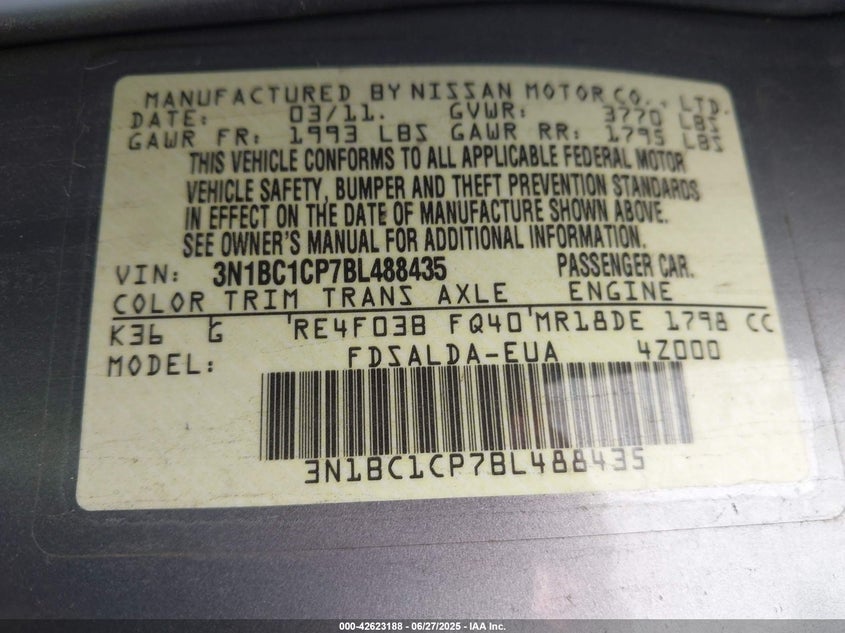 MANUFACTURED BY NISSAN MOTOR CO., LTD.
DATE: 03/11. GVWR: 3770 LBS
GAWR FR: 1993 LBS GAWR RR: 1795 LBS
THIS VEHICLE CONFORMS TO ALL APPLICABLE FEDERAL MOTOR
VEHICLE SAFETY, BUMPER AND THEFT PREVENTION STANDARDS
IN EFFECT ON THE DATE OF MANUFACTURE SHOWN ABOVE.
SEE OWNER'S MANUAL FOR ADDITIONAL INFORMATION.
VIN: 3N1BC1CP7BL488435 PASSENGER CAR.
COLOR TRIM TRANS AXLE ENGINE
K36 G RE4F03B FQ40 MR18DE 1798 CC
MODEL: FDSALDA-EUA 4Z000
3N1BC1CP7BL488435
000-42623188 - 06/27/2025 - IAA Inc.